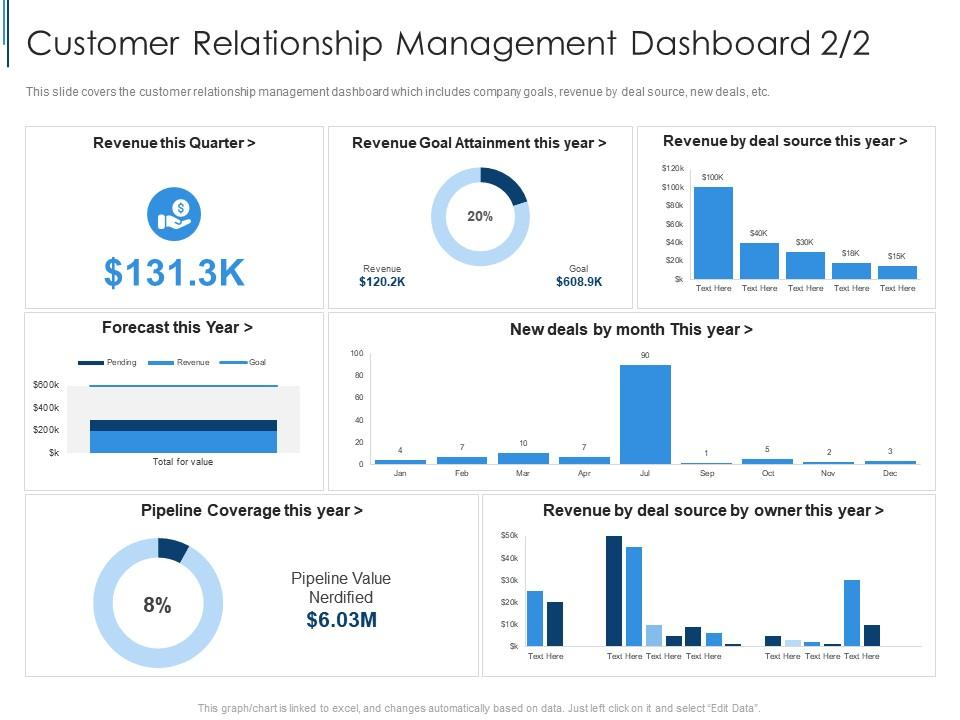 Customer Relationship Management Dashboard 2/2
This slide covers the customer relationship management dashboard which includes company goals, revenue by deal source, new deals, etc.
Revenue this Quarter >
$
$131.3K
Revenue Goal Attainment this year >
20%
Revenue
$120.2K
Goal
$608.9K
Revenue by deal source this year >
$120k
$100k
$80k
$60k
$40k
$20k
$k
$100K
$40K
$30K
$18K
$15K
Text Here Text Here Text Here Text Here Text Here
Forecast this Year >
Pending Revenue Goal
$600k
$400k
$200k
$k
Total for value
New deals by month This year >
100
80
60
40
20
0
4 7 10 7 90 1 5 2 3
Jan Feb Mar Apr Jul Sep Oct Nov Dec
Pipeline Coverage this year >
8%
Pipeline Value
Nerdified
$6.03M
Revenue by deal source by owner this year >
$50k
$40k
$30k
$20k
$10k
$k
Text Here Text Here Text Here Text Here Text Here Text Here Text Here
This graph/chart is linked to excel, and changes automatically based on data. Just left click on it and select “Edit Data”.